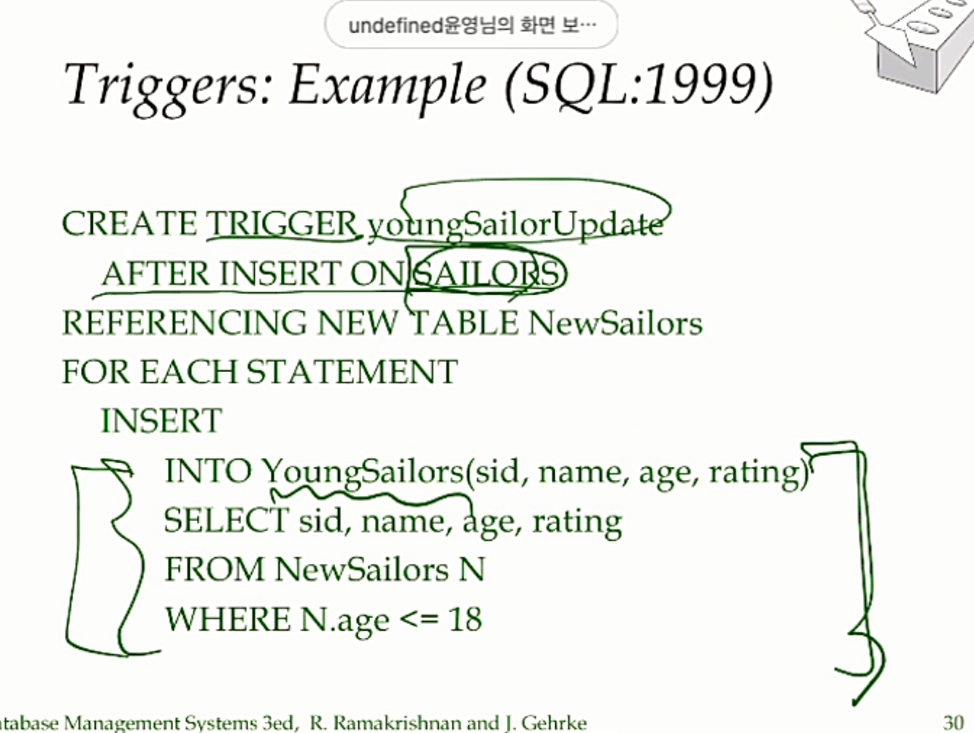 undefined윤영님의 화면 보…
Triggers: Example (SQL:1999)
CREATE TRIGGER youngSailorUpdate
AFTER INSERT ON SAILORS
REFERENCING NEW TABLE NewSailors
FOR EACH STATEMENT
INSERT
INTO YoungSailors(sid, name, age, rating)
SELECT sid, name, age, rating
FROM NewSailors N
WHERE N.age <= 18
atabase Management Systems 3ed, R. Ramakrishnan and J. Gehrke
30